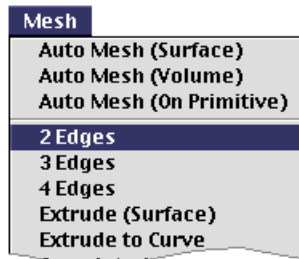 Mesh
Auto Mesh (Surface)
Auto Mesh (Volume)
Auto Mesh (On Primitive)
2 Edges
3 Edges
4 Edges
Extrude (Surface)
Extrude to Curve